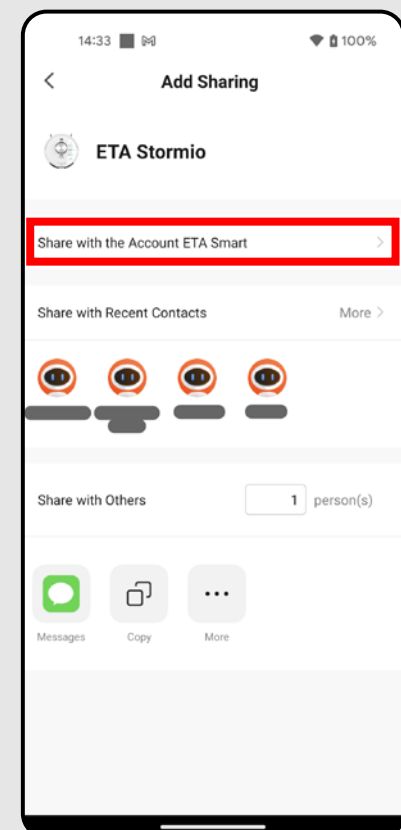 14:33
100%
Add Sharing
ETA Stormio
Share with the Account ETA Smart
Share with Recent Contacts
More
Share with Others
1 person(s)
Messages
Copy
More